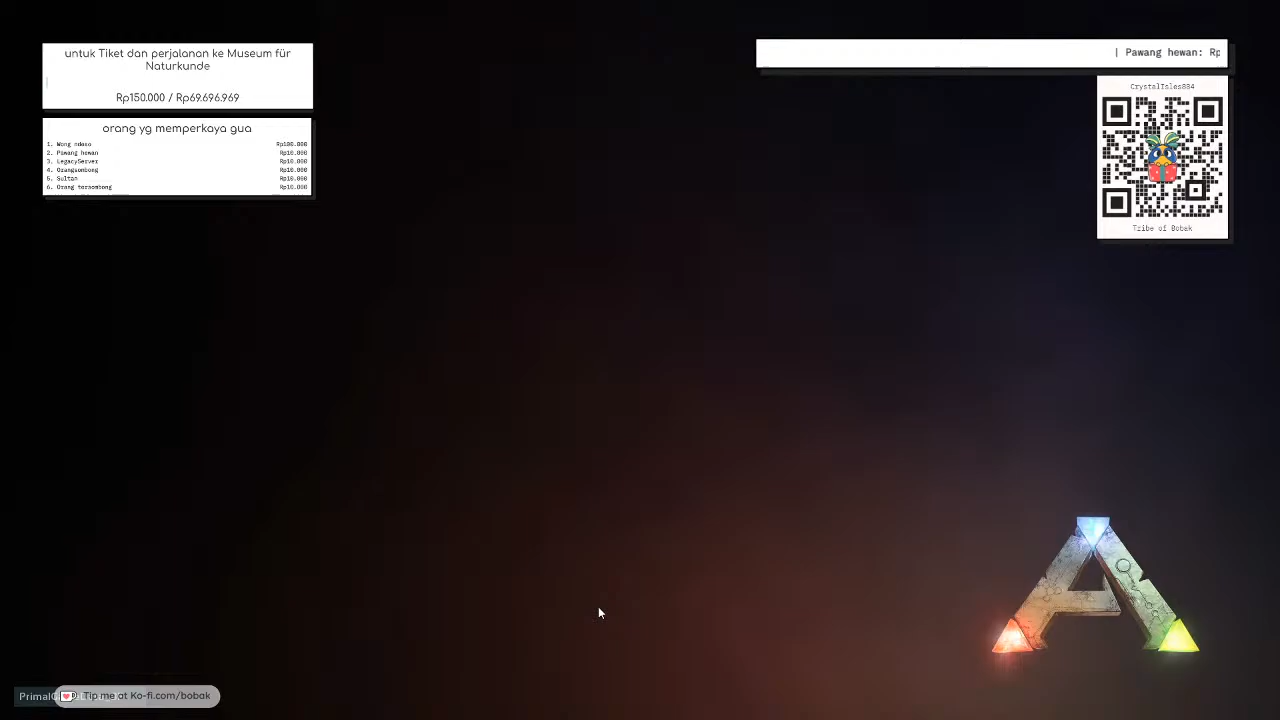 untuk Tiket dan perjalanan ke Museum für
Naturkunde
Rp150.000 / Rp69.696.969
orang yg memperkaya gua
1. Wong ndeso Rp100.000
2. Pawang hewan Rp10.000
3. LegacyServer Rp10.000
4. Orangsombong Rp10.000
5. Sultan Rp10.000
6. Orang tersombong Rp10.000
| Pawang hewan: Rp
CrystalIsles884
Tribe of Bobak
Tip me at Ko-fi.com/bobak